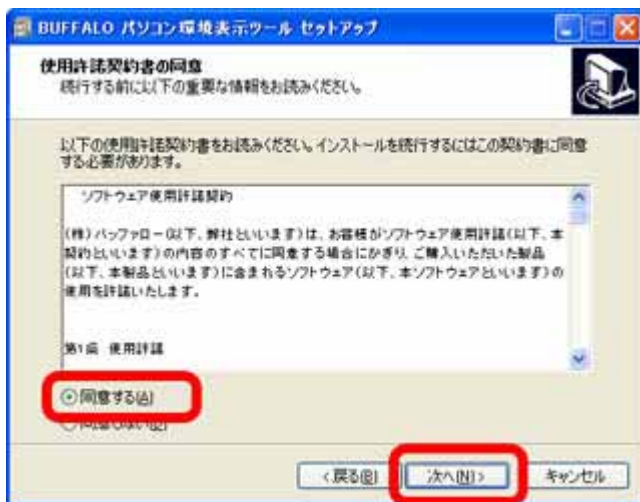 BUFFALO パソコン環境表示ツール セットアップ
使用許諾契約書の同意
続行する前に以下の重要な情報をお読みください。
以下の使用許諾契約書をお読みください。インストールを続行するにはこの契約書に同意
する必要があります。
ソフトウェア使用許諾契約
(株)バッファロー(以下、弊社といいます)は、お客様がソフトウェア使用許諾(以下、本
契約といいます)の内容のすべてに同意する場合にかぎり、ご購入いただいた製品
(以下、本製品といいます)に含まれるソフトウェア(以下、本ソフトウェアといいます)の
使用を許諾いたします。
第1条 使用許諾
同意する(A)
同意しない(D)
<戻る(B) 次へ(N)> キャンセル